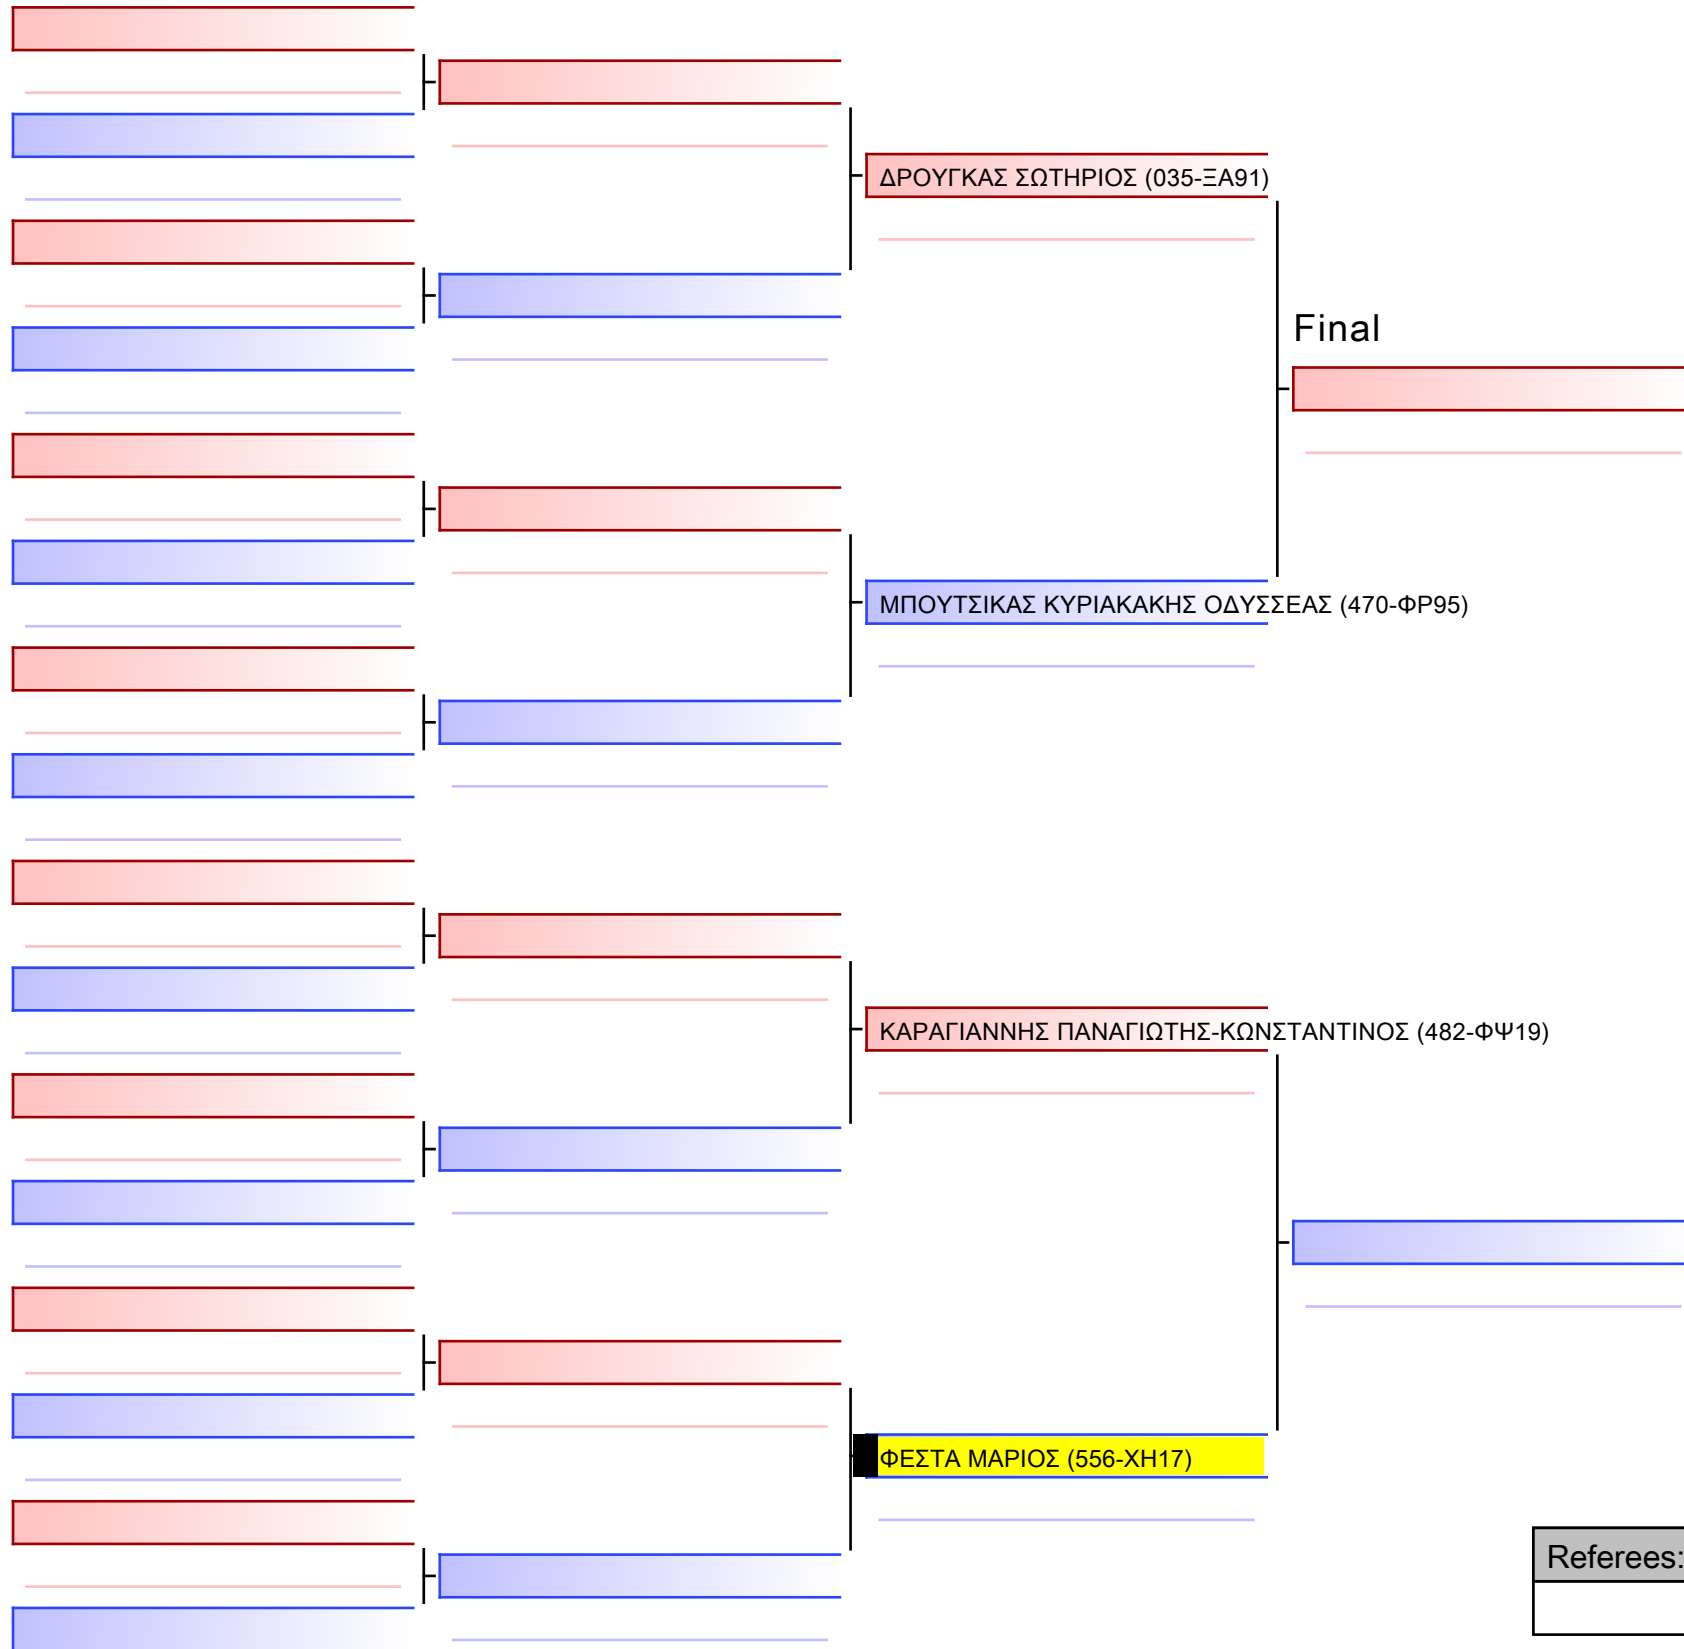 ΔΡΟΥΓΚΑΣ ΣΩΤΗΡΙΟΣ (035-ΞΑ91)
Final
ΜΠΟΥΤΣΙΚΑΣ ΚΥΡΙΑΚΑΚΗΣ ΟΔΥΣΣΕΑΣ (470-ΦΡ95)
ΚΑΡΑΓΙΑΝΝΗΣ ΠΑΝΑΓΙΩΤΗΣ-ΚΩΝΣΤΑΝΤΙΝΟΣ (482-ΦΨ19)
ΦΕΣΤΑ ΜΑΡΙΟΣ (556-ΧΗ17)
Referees: